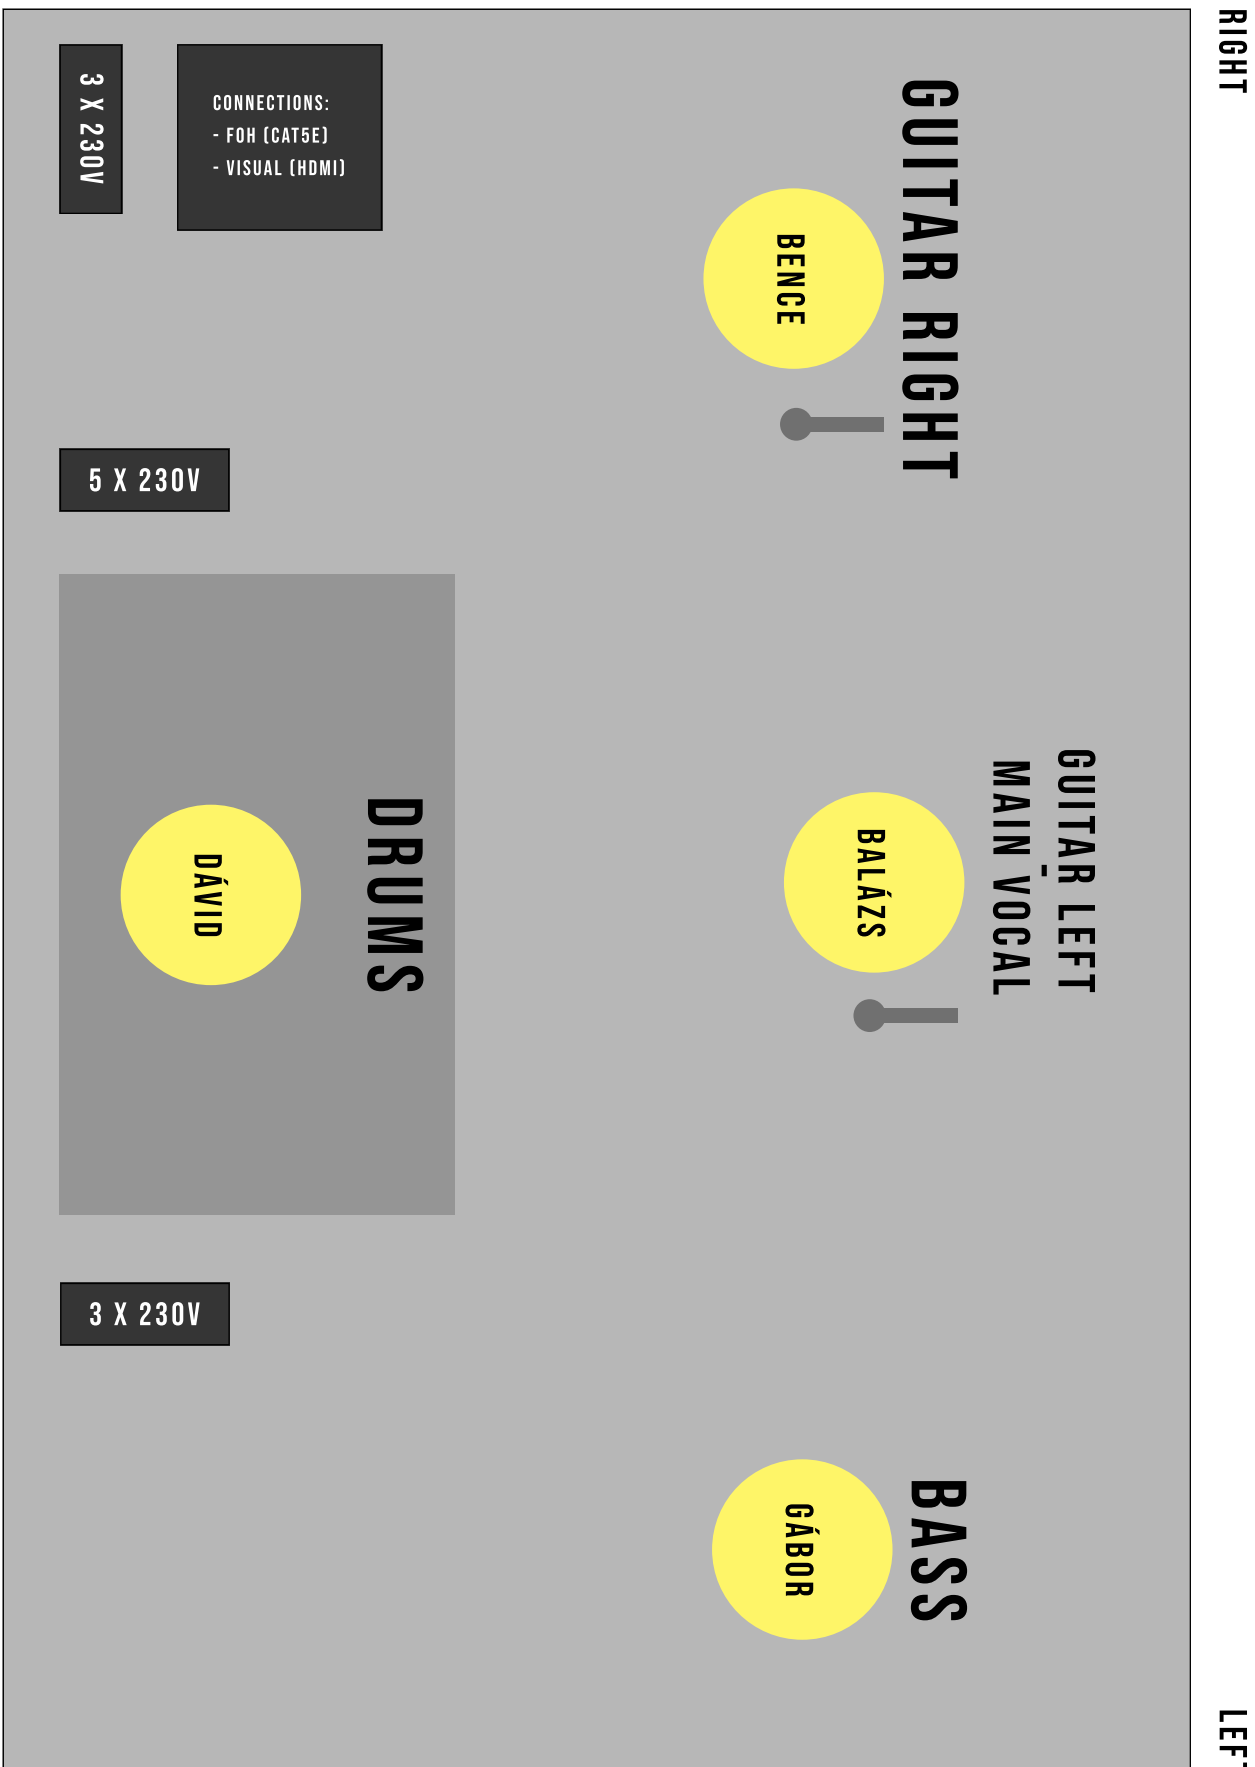 RIGHT
3 X 230V
CONNECTIONS:
- FOH (CAT5E)
- VISUAL (HDMI)
GUITAR RIGHT
BENCE
5 X 230V
DRUMS
DÁVID
GUITAR LEFT
-
MAIN VOCAL
BALÁZS
3 X 230V
BASS
GÁBOR
LEFT